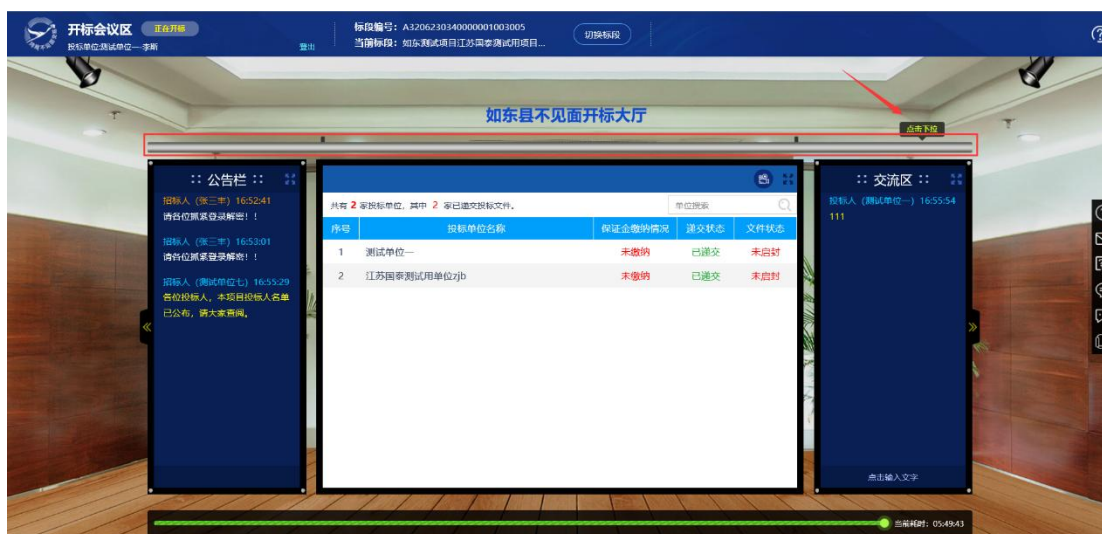 开标会议区 正在开标
投标单位:测试单位一-李斯 登出
标段编号：A3206230340000001003005
当前标段：如东测试项目江苏国泰测试用项目...
切换标段
如东县不见面开标大厅
点击下拉
:: 公告栏 ::
招标人（张三丰）16:52:41
请各位抓紧登录解密！！
招标人（张三丰）16:53:01
请各位抓紧登录解密！！
招标人（测试单位七）16:55:29
各位投标人，本项目投标人名单
已公布，请大家查阅。
共有 2 家投标单位，其中 2 家已递交投标文件。 单位搜索
序号 投标单位名称 保证金缴纳情况 递交状态 文件状态
1 测试单位一 未缴纳 已递交 未启封
2 江苏国泰测试用单位zjb 未缴纳 已递交 未启封
:: 交流区 ::
投标人（测试单位一）16:55:54
111
点击输入文字
当前耗时：05:49:43